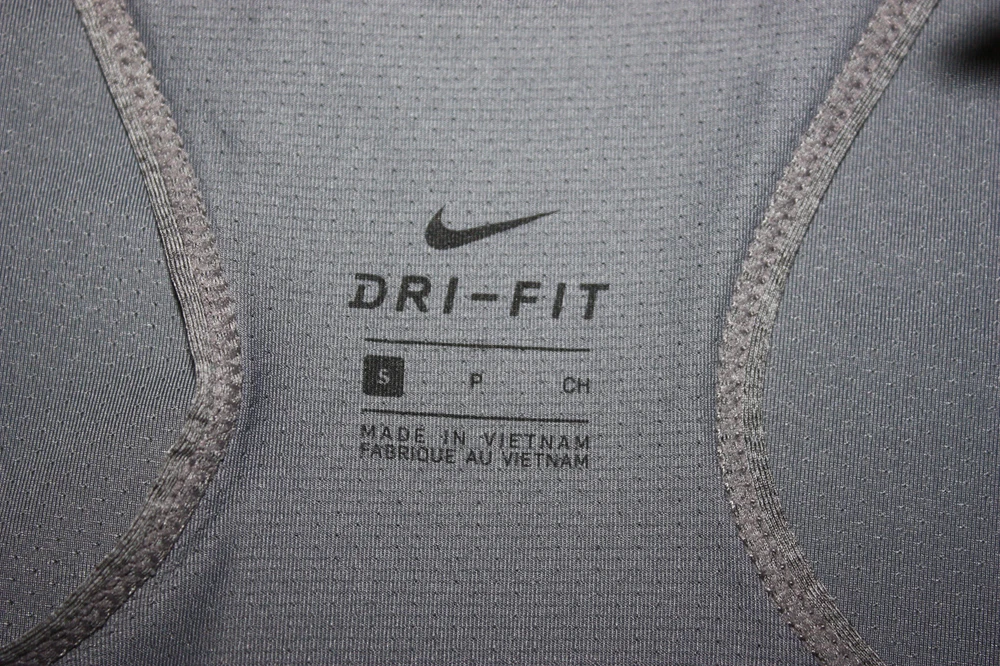 DRI-FIT
S P CH
MADE IN VIETNAM
FABRIQUE AU VIETNAM